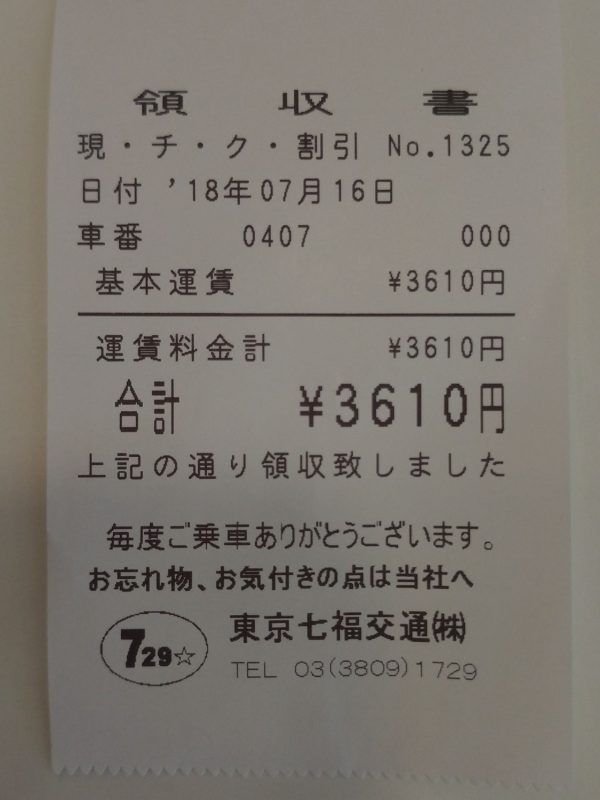 領収書
現・チ・ク・割引 No.1325
日付 '18年07月16日
車番 0407 000
基本運賃 ¥3610円
運賃料金計 ¥3610円
合計 ¥3610円
上記の通り領収致しました
毎度ご乗車ありがとうございます。
お忘れ物、お気付きの点は当社へ
729☆ 東京七福交通㈱
TEL 03(3809)1729